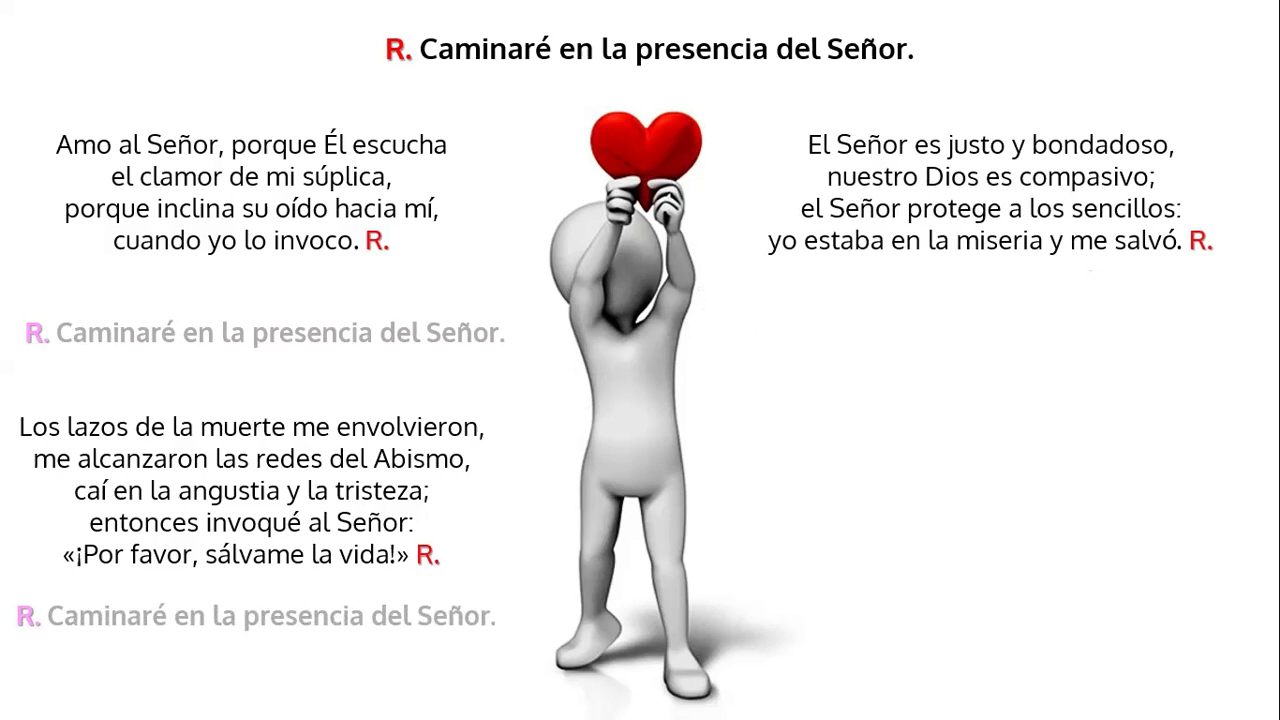 R. Caminaré en la presencia del Señor.
Amo al Señor, porque Él escucha
el clamor de mi súplica,
porque inclina su oído hacia mí,
cuando yo lo invoco. R.
R. Caminaré en la presencia del Señor.
Los lazos de la muerte me envolvieron,
me alcanzaron las redes del Abismo,
caí en la angustia y la tristeza;
entonces invoqué al Señor:
«¡Por favor, sálvame la vida!» R.
R. Caminaré en la presencia del Señor.
El Señor es justo y bondadoso,
nuestro Dios es compasivo;
el Señor protege a los sencillos:
yo estaba en la miseria y me salvó. R.